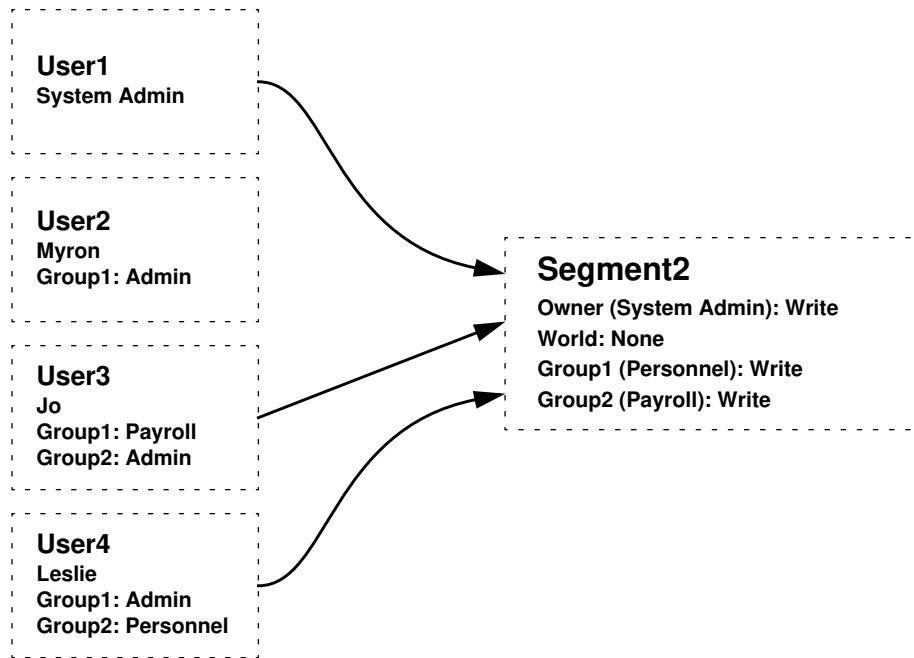 User1
System Admin
User2
Myron
Group1: Admin
User3
Jo
Group1: Payroll
Group2: Admin
User4
Leslie
Group1: Admin
Group2: Personnel
Segment2
Owner (System Admin): Write
World: None
Group1 (Personnel): Write
Group2 (Payroll): Write